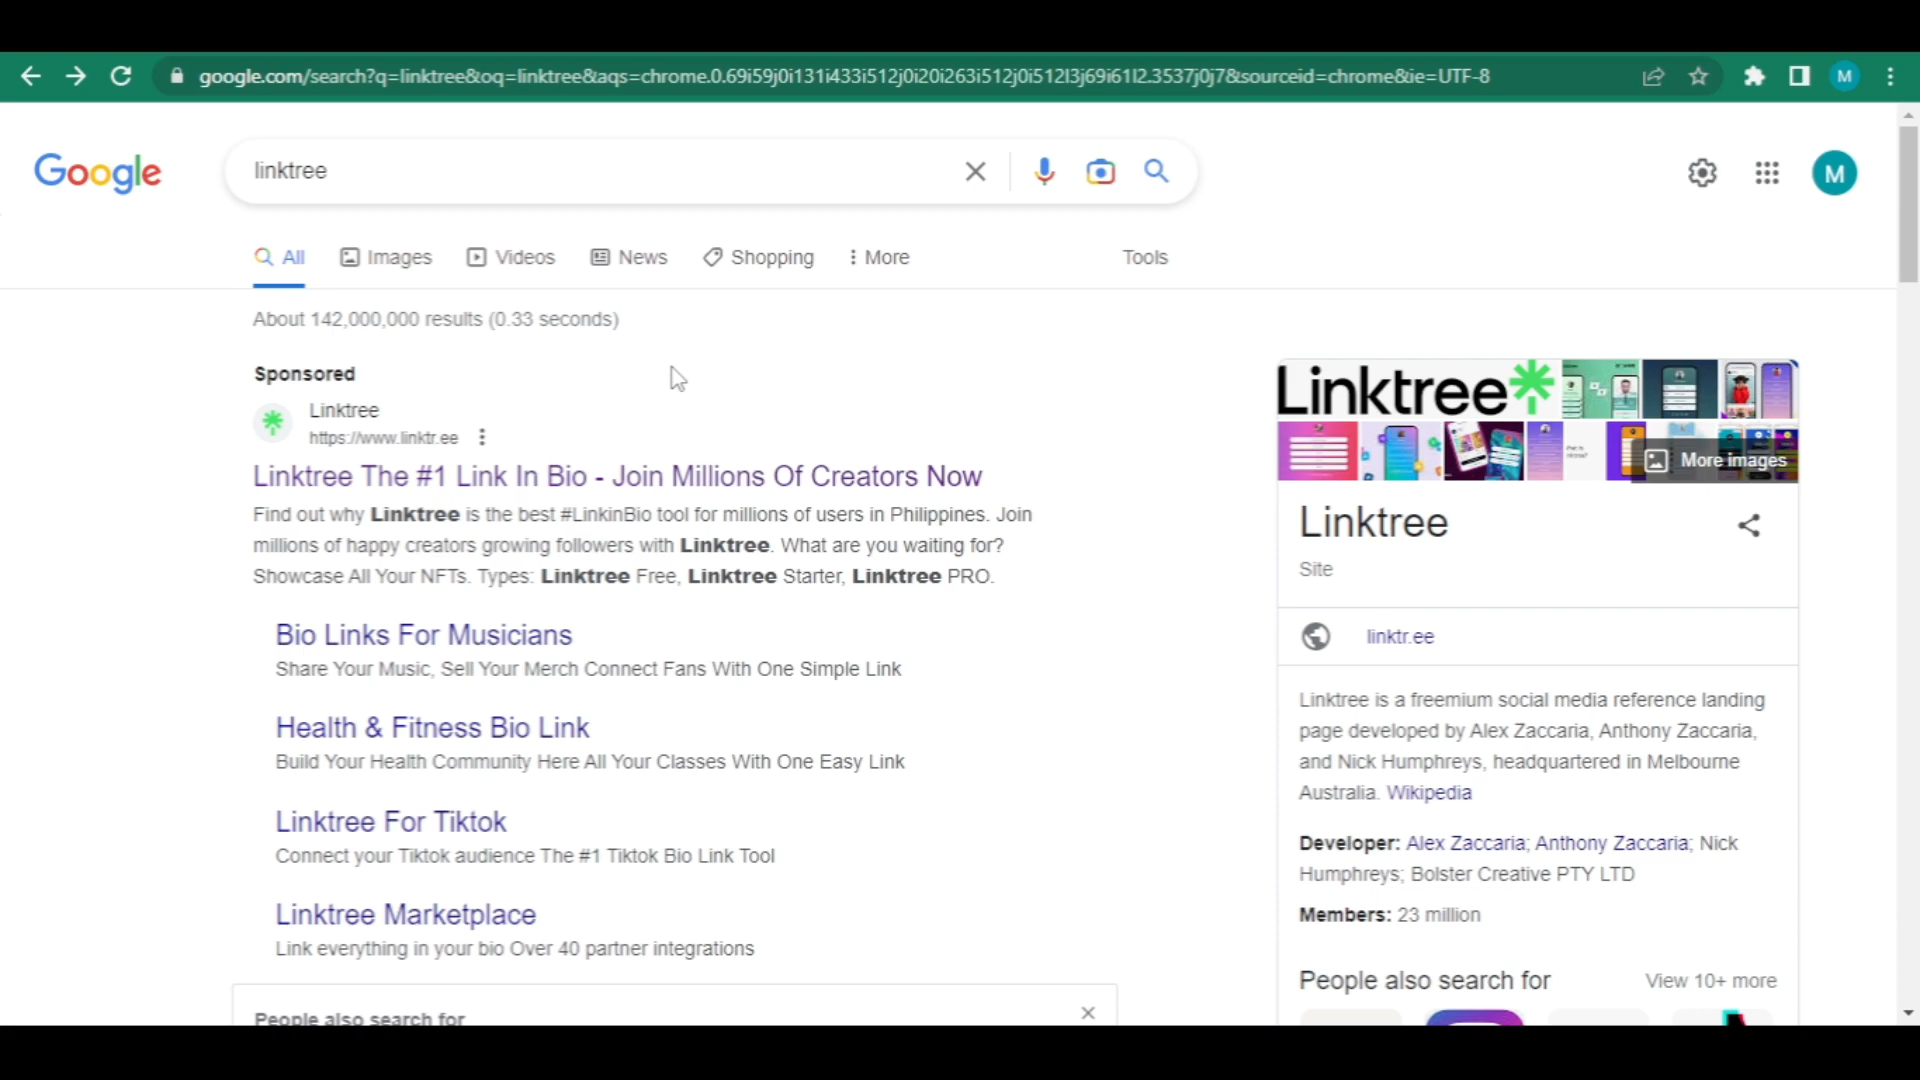 google.com/search?q=linktree&oq=linktree&aqs=chrome.0.69i59j0i131i433i512j0i20i263i512j0i512l3j69i61l2.3537j0j7&sourceid=chrome&ie=UTF-8
M
Google
linktree
M
All
Images
Videos
News
Shopping
More
Tools
About 142,000,000 results (0.33 seconds)
Sponsored
Linktree
https://www.linktr.ee
Linktree The #1 Link In Bio - Join Millions Of Creators Now
Find out why Linktree is the best #LinkinBio tool for millions of users in Philippines. Join
millions of happy creators growing followers with Linktree. What are you waiting for?
Showcase All Your NFTs. Types: Linktree Free, Linktree Starter, Linktree PRO.
Bio Links For Musicians
Share Your Music, Sell Your Merch Connect Fans With One Simple Link
Health & Fitness Bio Link
Build Your Health Community Here All Your Classes With One Easy Link
Linktree For Tiktok
Connect your Tiktok audience The #1 Tiktok Bio Link Tool
Linktree Marketplace
Link everything in your bio Over 40 partner integrations
People also search for
Linktree
More images
Linktree
Site
linktr.ee
Linktree is a freemium social media reference landing
page developed by Alex Zaccaria, Anthony Zaccaria,
and Nick Humphreys, headquartered in Melbourne
Australia. Wikipedia
Developer: Alex Zaccaria; Anthony Zaccaria; Nick
Humphreys; Bolster Creative PTY LTD
Members: 23 million
People also search for
View 10+ more